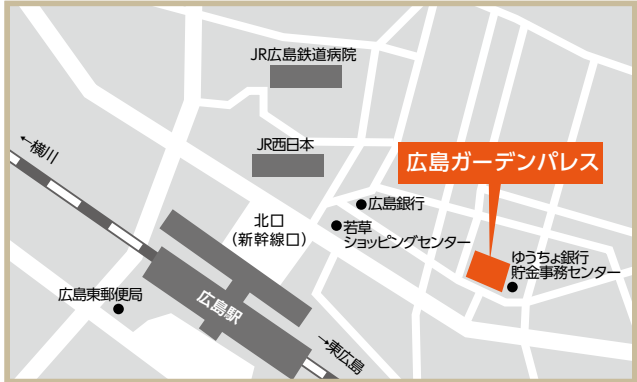 JR広島鉄道病院
←横川
JR西日本
広島ガーデンパレス
広島銀行
北口
(新幹線口)
若草
ショッピングセンター
ゆうちょ銀行
貯金事務センター
広島東郵便局
広島駅
→東広島